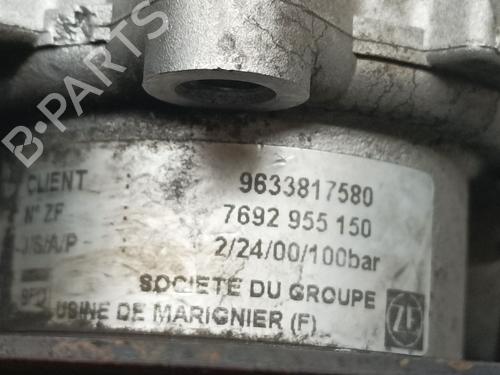 B-PARTS
CLIENT : 9633817580
N° ZF : 7692 955 150
J/S/A/P : 2/24/00/100bar
SOCIETE DU GROUPE
USINE DE MARIGNIER (F)
ZF